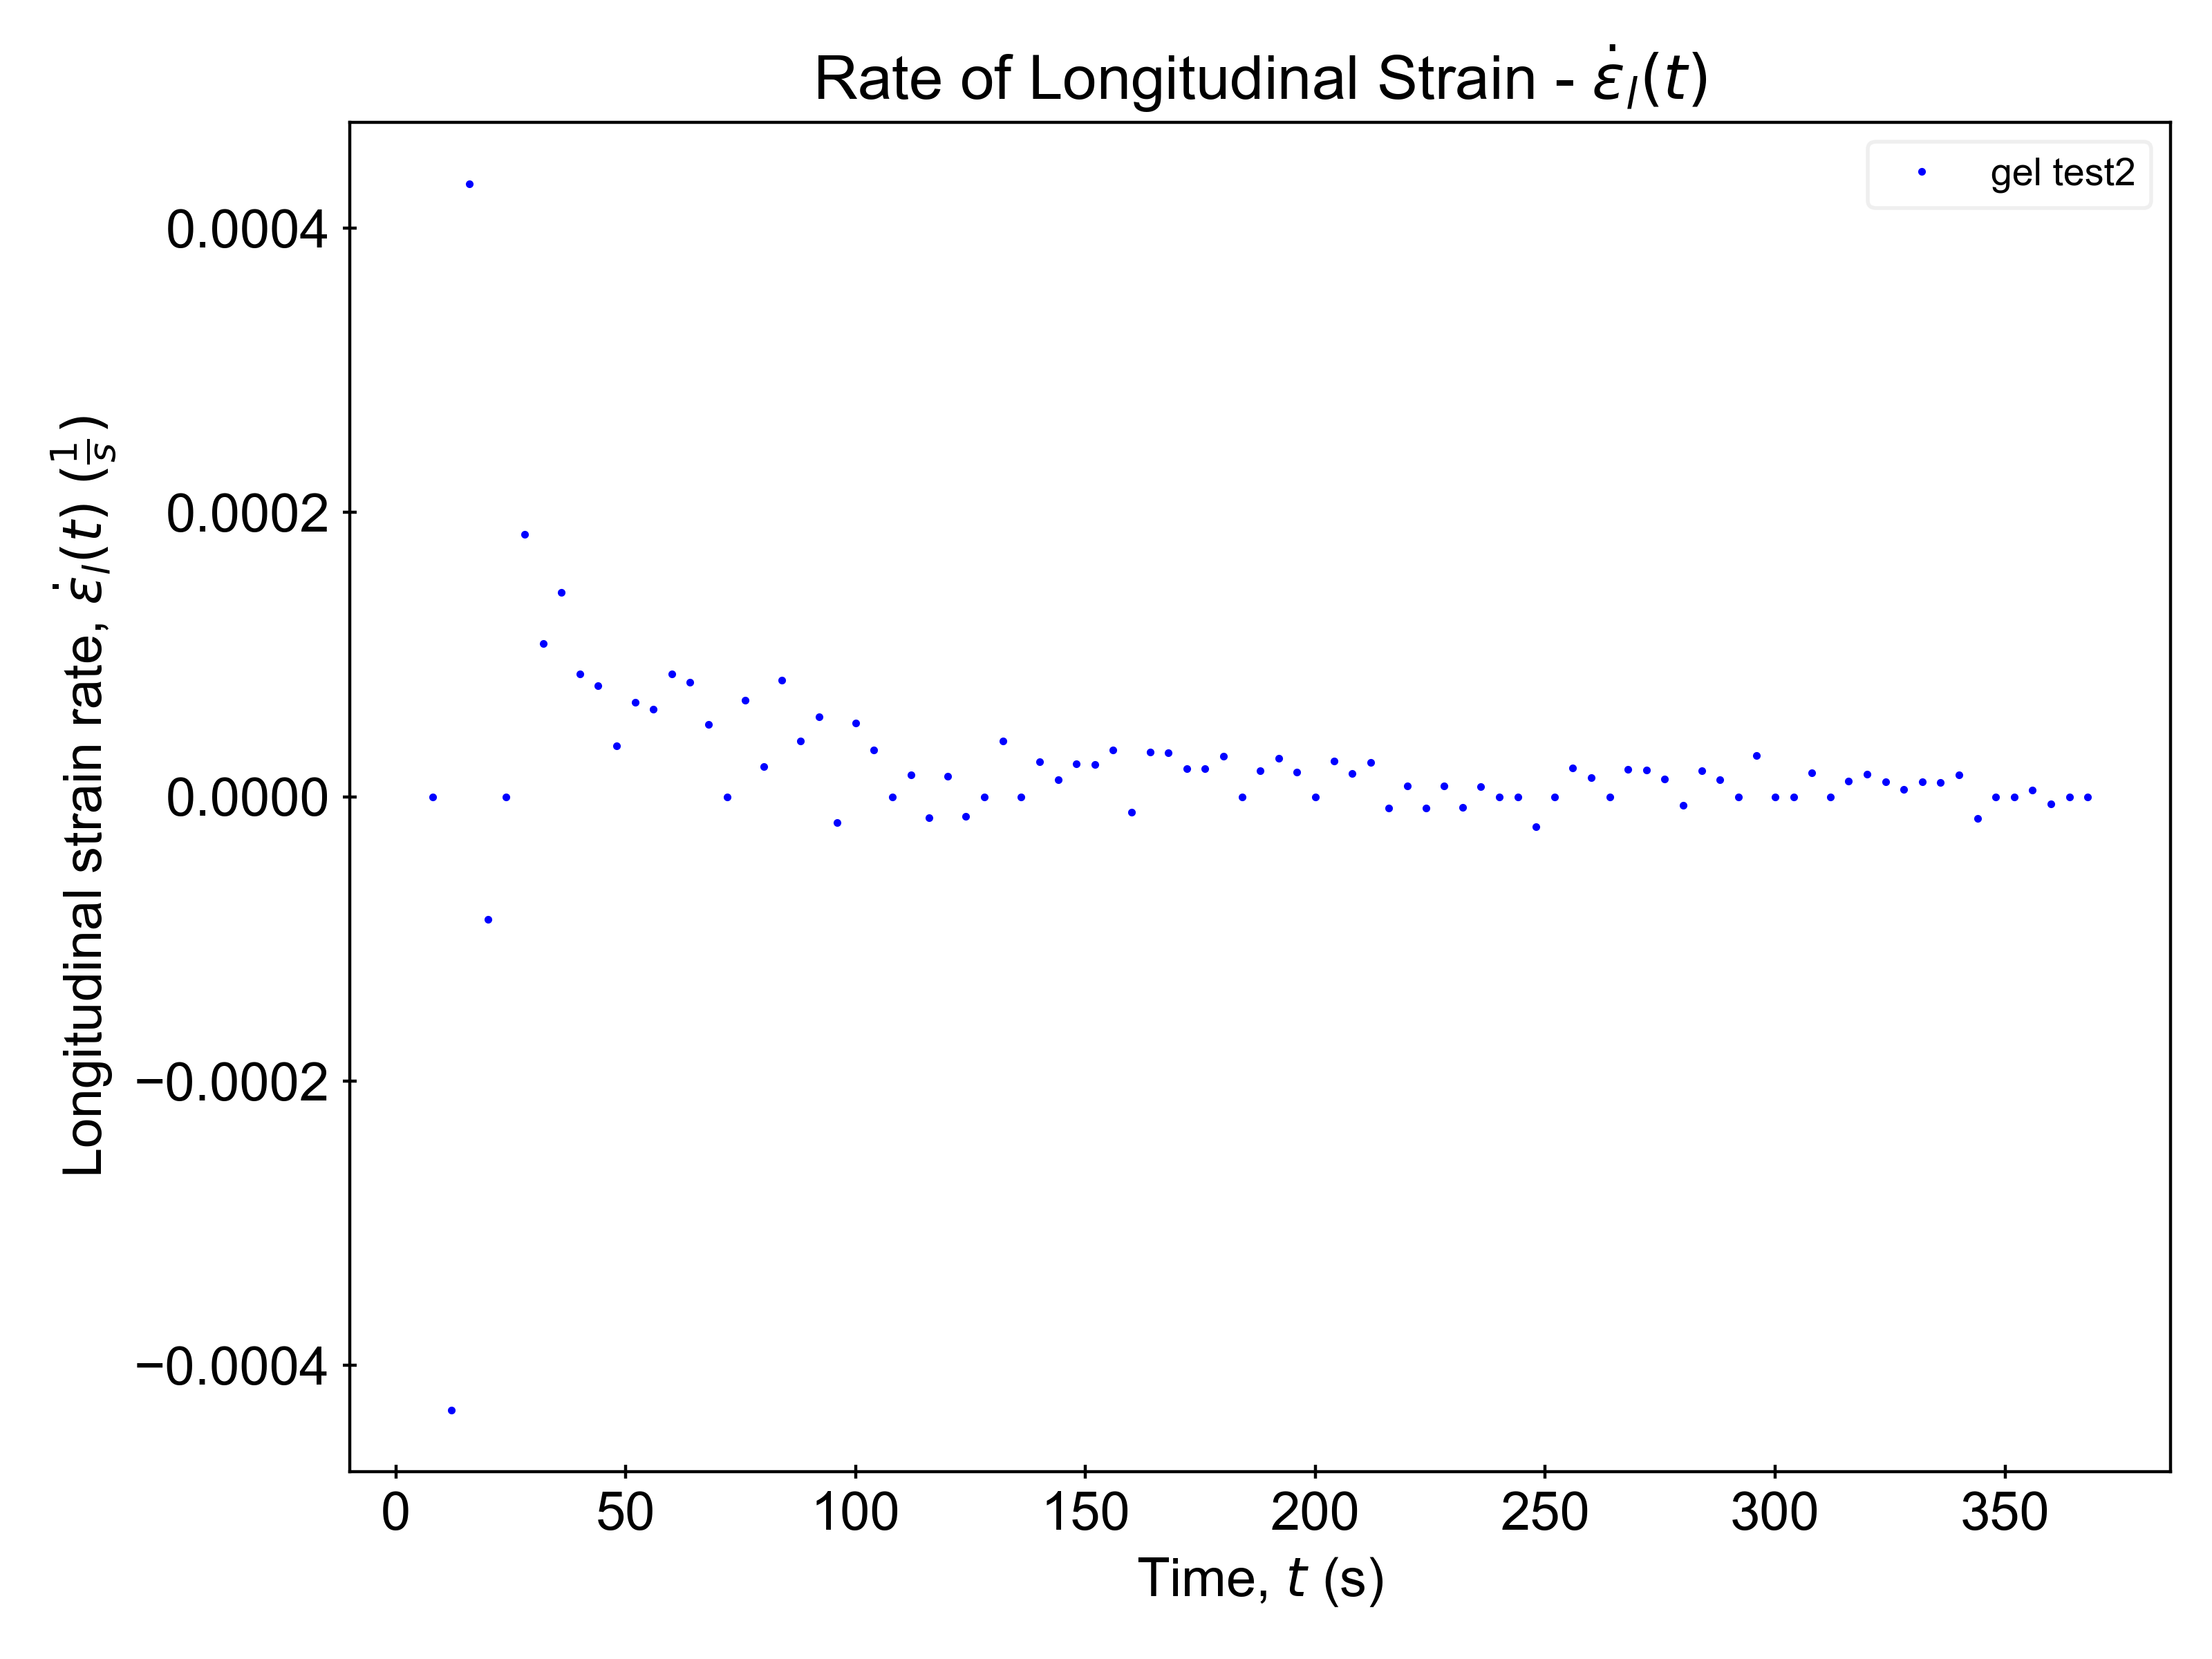 Rate of Longitudinal Strain - ε̇ₗ(t)
gel test2
0.0004
0.0002
0.0000
−0.0002
−0.0004
Longitudinal strain rate, ε̇ₗ(t) (1/s)
0 50 100 150 200 250 300 350
Time, t (s)